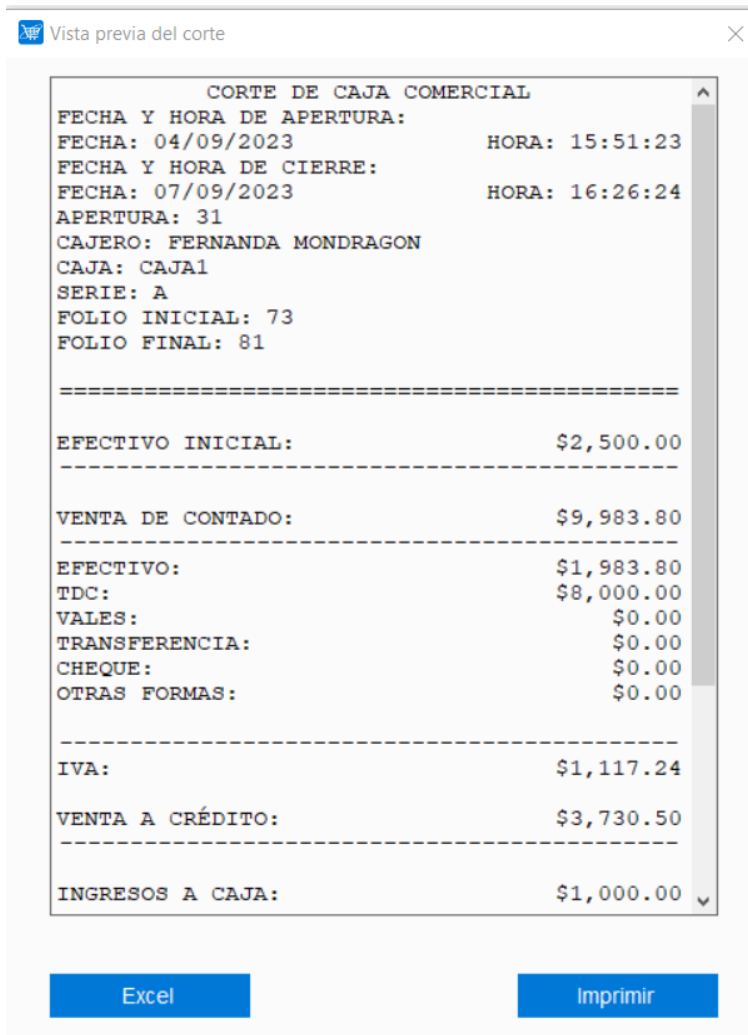 Vista previa del corte
CORTE DE CAJA COMERCIAL
FECHA Y HORA DE APERTURA:
FECHA: 04/09/2023 HORA: 15:51:23
FECHA Y HORA DE CIERRE:
FECHA: 07/09/2023 HORA: 16:26:24
APERTURA: 31
CAJERO: FERNANDA MONDRAGON
CAJA: CAJA1
SERIE: A
FOLIO INICIAL: 73
FOLIO FINAL: 81
============================================
EFECTIVO INICIAL: $2,500.00
--------------------------------------------
VENTA DE CONTADO: $9,983.80
--------------------------------------------
EFECTIVO: $1,983.80
TDC: $8,000.00
VALES: $0.00
TRANSFERENCIA: $0.00
CHEQUE: $0.00
OTRAS FORMAS: $0.00
--------------------------------------------
IVA: $1,117.24
VENTA A CRÉDITO: $3,730.50
--------------------------------------------
INGRESOS A CAJA: $1,000.00
Excel Imprimir